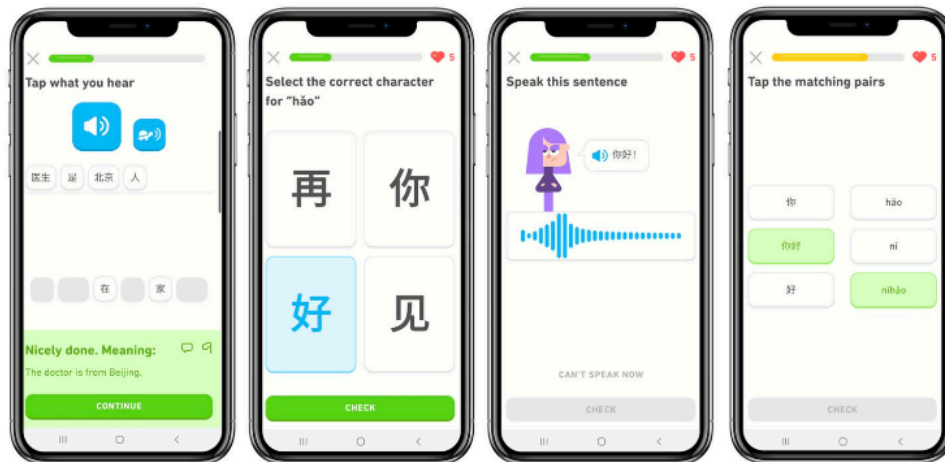 Tap what you hear
医生 是 北京 人
在 家
Nicely done. Meaning:
The doctor is from Beijing.
CONTINUE
5
Select the correct character
for “hǎo”
再 你
好 见
CHECK
5
Speak this sentence
你好!
CAN'T SPEAK NOW
CHECK
5
Tap the matching pairs
你 hǎo
你好 nǐ
好 nǐhǎo
CHECK